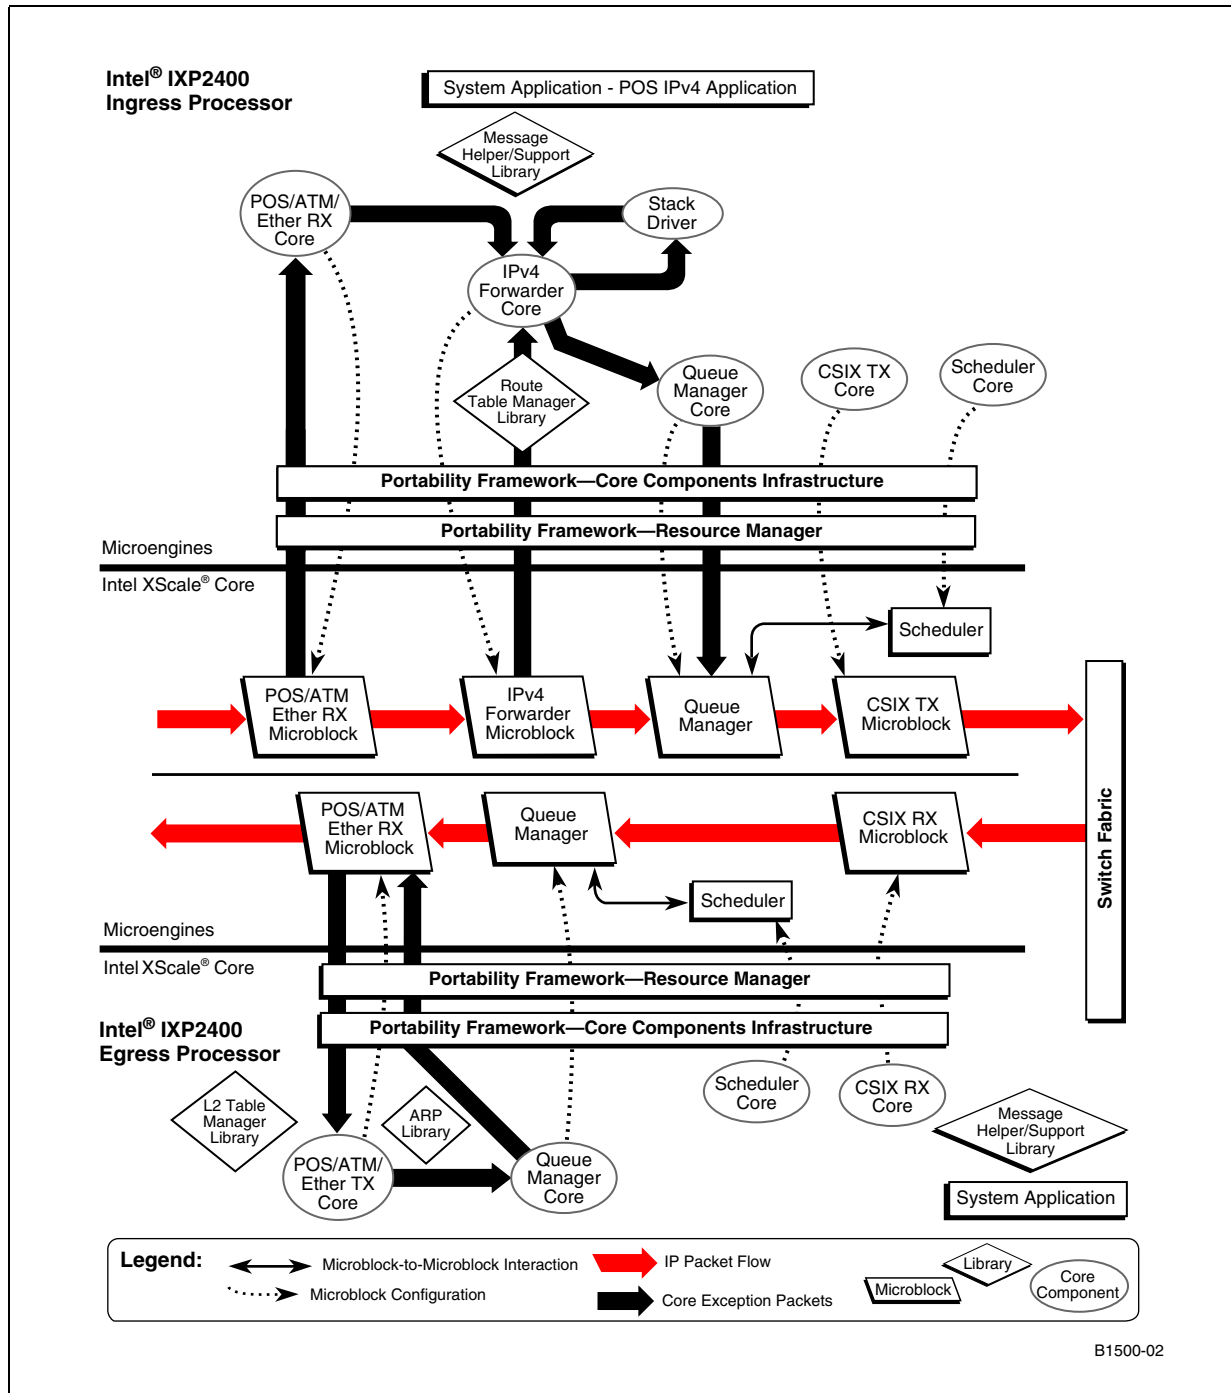 Intel® IXP2400
Ingress Processor
System Application - POS IPv4 Application
Message
Helper/Support
Library
POS/ATM/
Ether RX
Core
Stack
Driver
IPv4
Forwarder
Core
Route
Table Manager
Library
Queue
Manager
Core
CSIX TX
Core
Scheduler
Core
Portability Framework—Core Components Infrastructure
Portability Framework—Resource Manager
Microengines
Intel XScale® Core
Scheduler
POS/ATM
Ether RX
Microblock
IPv4
Forwarder
Microblock
Queue
Manager
CSIX TX
Microblock
Switch Fabric
POS/ATM
Ether RX
Microblock
Queue
Manager
CSIX RX
Microblock
Scheduler
Microengines
Intel XScale® Core
Portability Framework—Resource Manager
Portability Framework—Core Components Infrastructure
Intel® IXP2400
Egress Processor
L2 Table
Manager
Library
ARP
Library
POS/ATM/
Ether TX
Core
Queue
Manager
Core
Scheduler
Core
CSIX RX
Core
Message
Helper/Support
Library
System Application
Legend:
Microblock-to-Microblock Interaction
Microblock Configuration
IP Packet Flow
Core Exception Packets
Library
Microblock
Core
Component
B1500-02